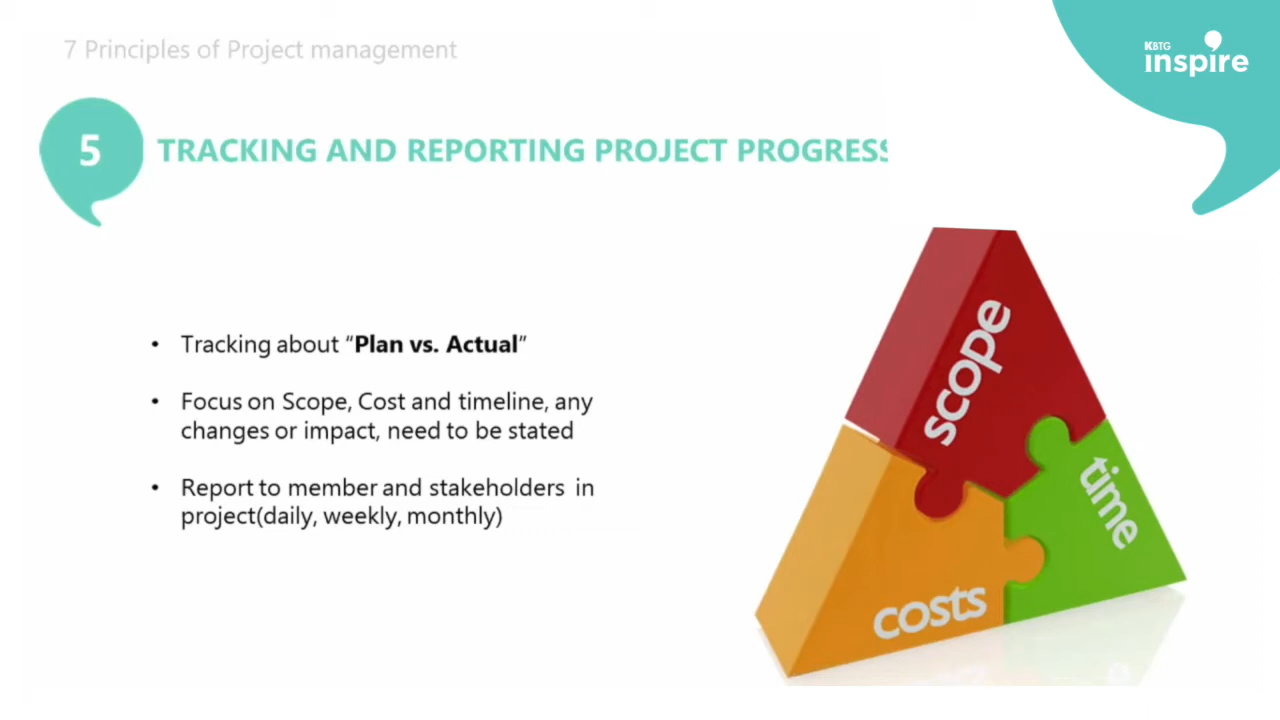 7 Principles of Project management
KBTG
inspire
5
TRACKING AND REPORTING PROJECT PROGRESS
• Tracking about “Plan vs. Actual”
• Focus on Scope, Cost and timeline, any
changes or impact, need to be stated
• Report to member and stakeholders in
project(daily, weekly, monthly)
scope
time
costs